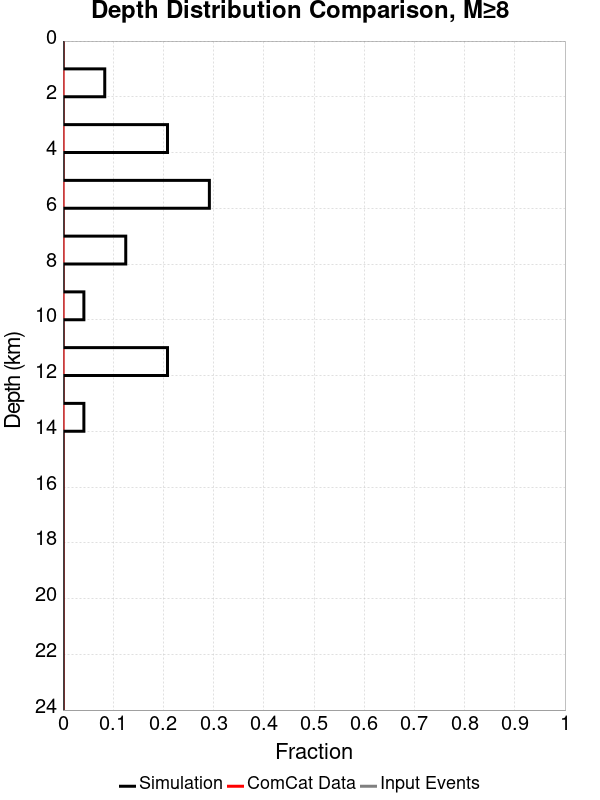 Depth Distribution Comparison, M≥8
0
2
4
6
8
10
12
14
16
18
20
22
24
Depth (km)
0 0.1 0.2 0.3 0.4 0.5 0.6 0.7 0.8 0.9 1
Fraction
Simulation ComCat Data Input Events